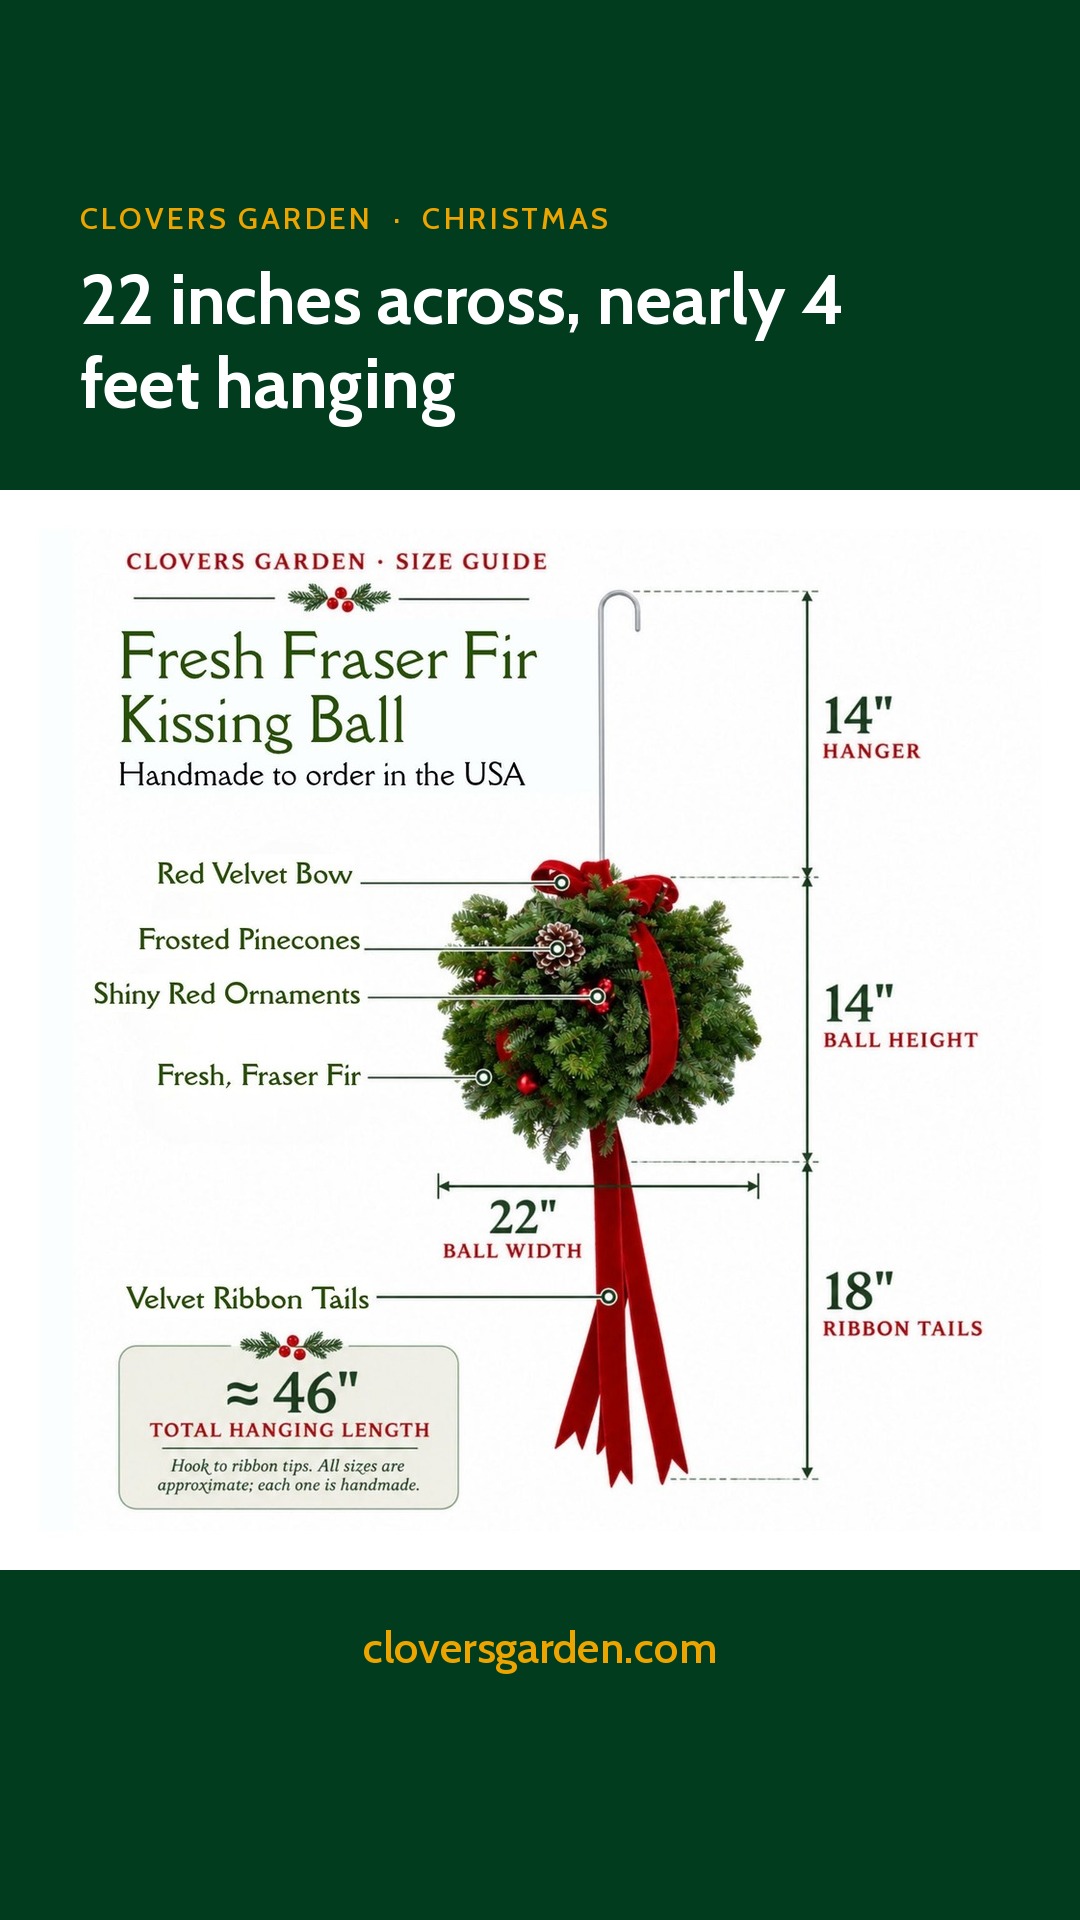 CLOVERS GARDEN · CHRISTMAS
22 inches across, nearly 4
feet hanging
CLOVERS GARDEN · SIZE GUIDE
Fresh Fraser Fir
Kissing Ball
Handmade to order in the USA
14"
HANGER
Red Velvet Bow
Frosted Pinecones
Shiny Red Ornaments
14"
BALL HEIGHT
Fresh, Fraser Fir
22"
BALL WIDTH
Velvet Ribbon Tails
18"
RIBBON TAILS
≈ 46"
TOTAL HANGING LENGTH
Hook to ribbon tips. All sizes are
approximate; each one is handmade.
cloversgarden.com